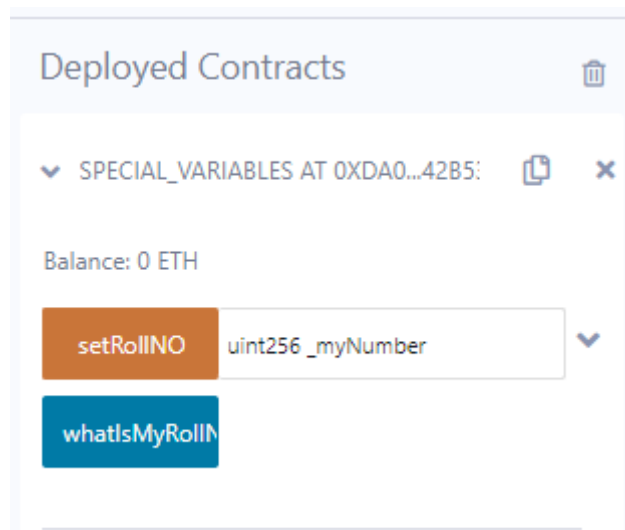 Deployed Contracts
SPECIAL_VARIABLES AT 0XDA0...42B5
Balance: 0 ETH
setRollNO
uint256 _myNumber
whatIsMyRollN